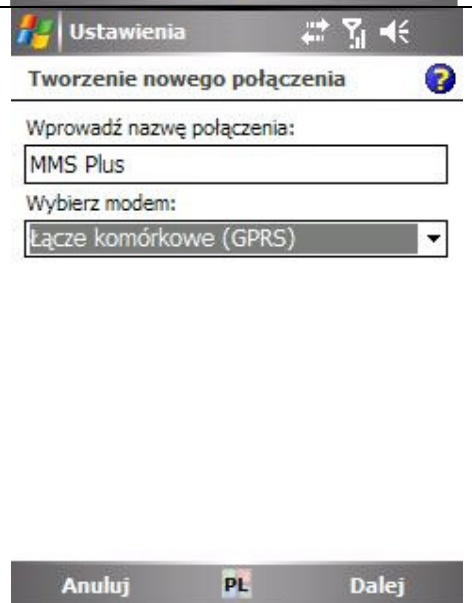 Ustawienia
Tworzenie nowego połączenia
Wprowadź nazwę połączenia:
MMS Plus
Wybierz modem:
Łącze komórkowe (GPRS)
Anuluj PL Dalej